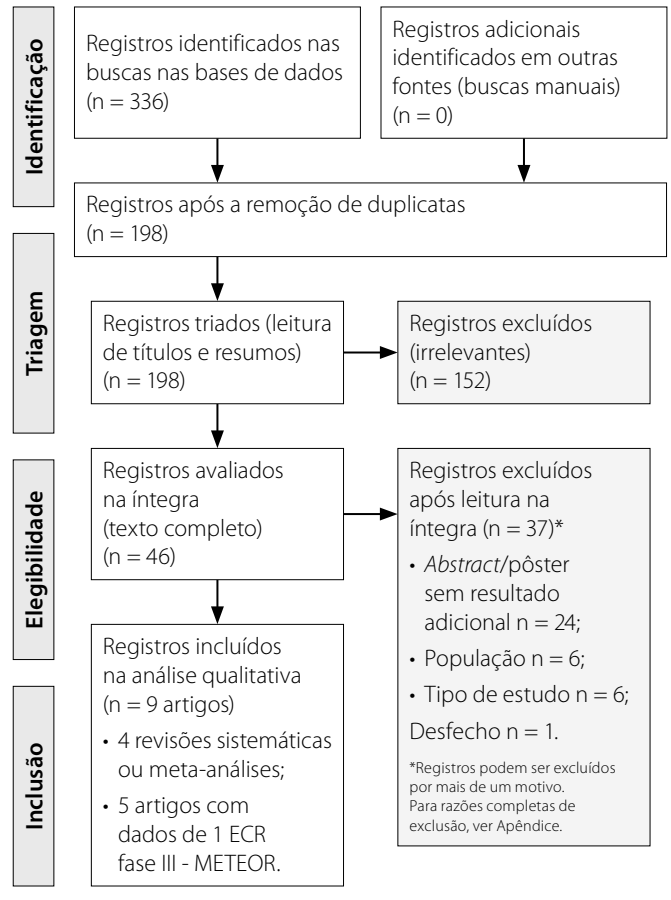 Identificação
Registros identificados nas
buscas nas bases de dados
(n = 336)
Registros adicionais
identificados em outras
fontes (buscas manuais)
(n = 0)
Registros após a remoção de duplicatas
(n = 198)
Triagem
Registros triados (leitura
de títulos e resumos)
(n = 198)
Registros excluídos
(irrelevantes)
(n = 152)
Elegibilidade
Registros avaliados
na íntegra
(texto completo)
(n = 46)
Registros excluídos
após leitura na
íntegra (n = 37)*
• Abstract/pôster
sem resultado
adicional n = 24;
• População n = 6;
• Tipo de estudo n = 6;
Desfecho n = 1.
*Registros podem ser excluídos
por mais de um motivo.
Para razões completas de
exclusão, ver Apêndice.
Inclusão
Registros incluídos
na análise qualitativa
(n = 9 artigos)
• 4 revisões sistemáticas
ou meta-análises;
• 5 artigos com
dados de 1 ECR
fase III - METEOR.